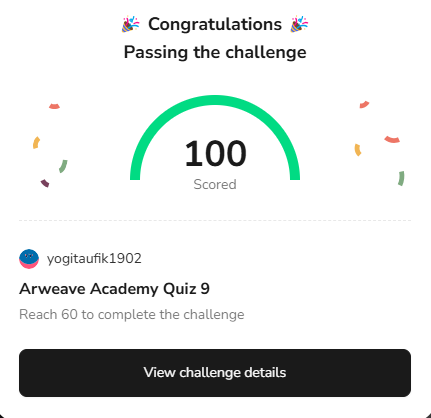 🎉 Congratulations 🎉
Passing the challenge
100
Scored
yogitaufik1902
Arweave Academy Quiz 9
Reach 60 to complete the challenge
View challenge details